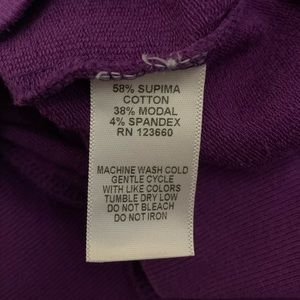 58% SUPIMA
COTTON
38% MODAL
4% SPANDEX
RN 123660
MACHINE WASH COLD
GENTLE CYCLE
WITH LIKE COLORS
TUMBLE DRY LOW
DO NOT BLEACH
DO NOT IRON